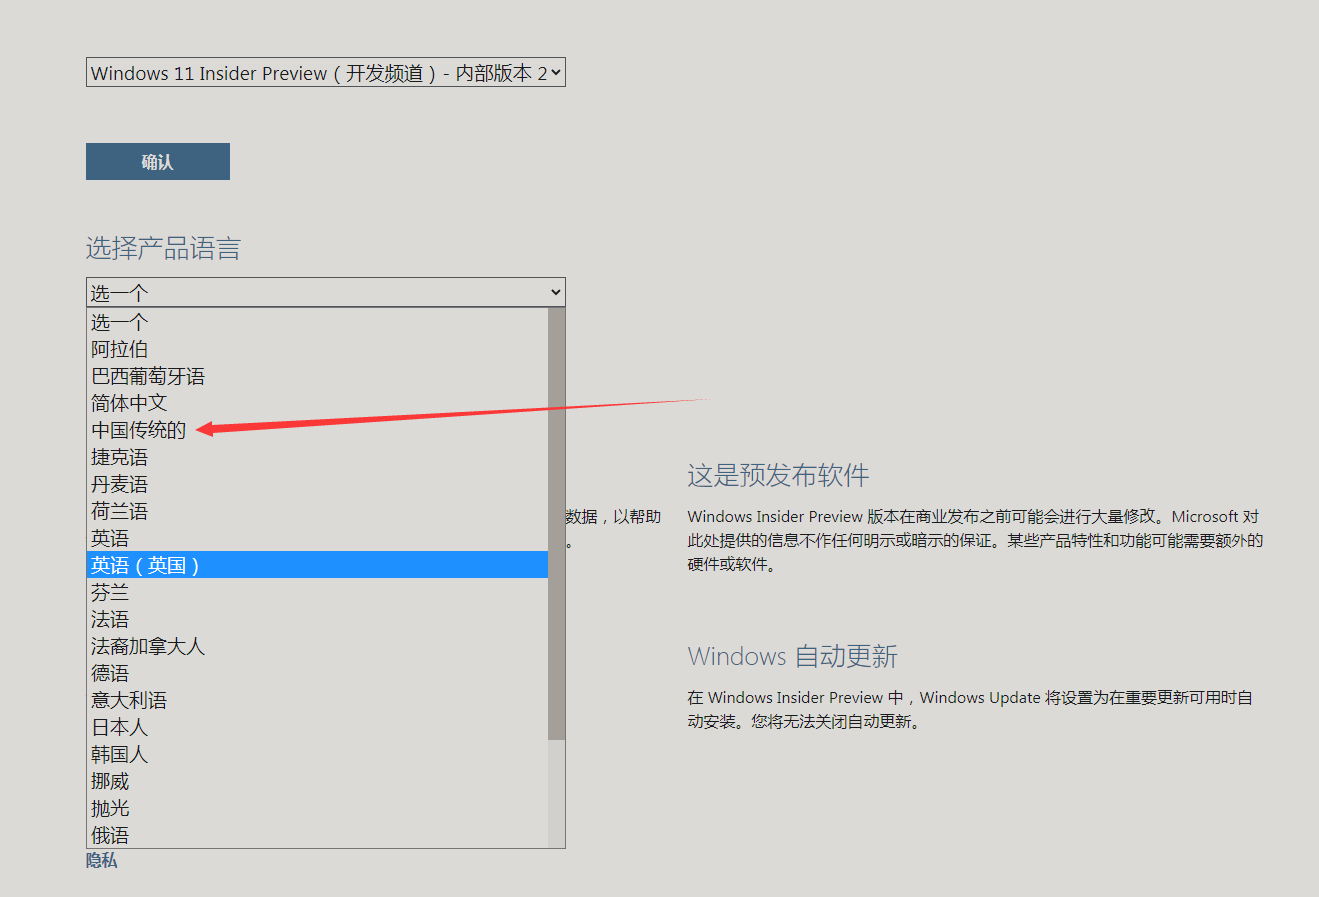 Windows 11 Insider Preview（开发频道）- 内部版本 2
确认
选择产品语言
选一个
选一个
阿拉伯
巴西葡萄牙语
简体中文
中国传统的
捷克语
丹麦语
荷兰语
英语
英语（英国）
芬兰
法语
法裔加拿大人
德语
意大利语
日本人
韩国人
挪威
抛光
俄语
隐私
数据，以帮助
。
这是预发布软件
Windows Insider Preview 版本在商业发布之前可能会进行大量修改。Microsoft 对
此处提供的信息不作任何明示或暗示的保证。某些产品特性和功能可能需要额外的
硬件或软件。
Windows 自动更新
在 Windows Insider Preview 中，Windows Update 将设置为在重要更新可用时自
动安装。您将无法关闭自动更新。